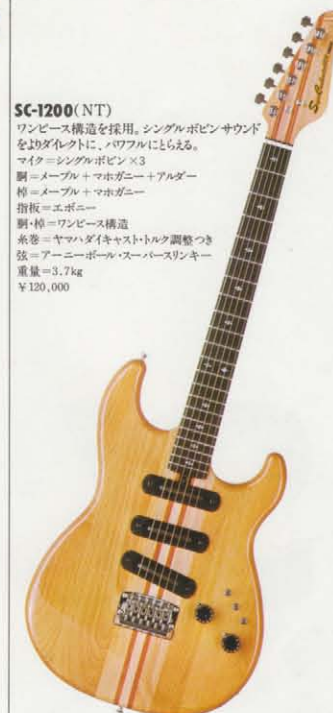 SC-1200(NT)
ワンピース構造を採用。シングルボビンサウンド
をよりダイレクトに、パワフルにとらえる。
マイク=シングルボビン×3
胴=メープル+マホガニー+アルダー
棹=メープル+マホガニー
指板=エボニー
胴・棹=ワンピース構造
糸巻=ヤマハダイキャスト・トルク調整つき
弦=アーニーボール・スーパースリンキー
重量=3.7kg
¥120,000